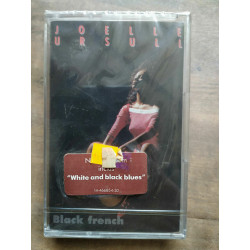 JOELLE
URSULL
"White and black blues"
Black french